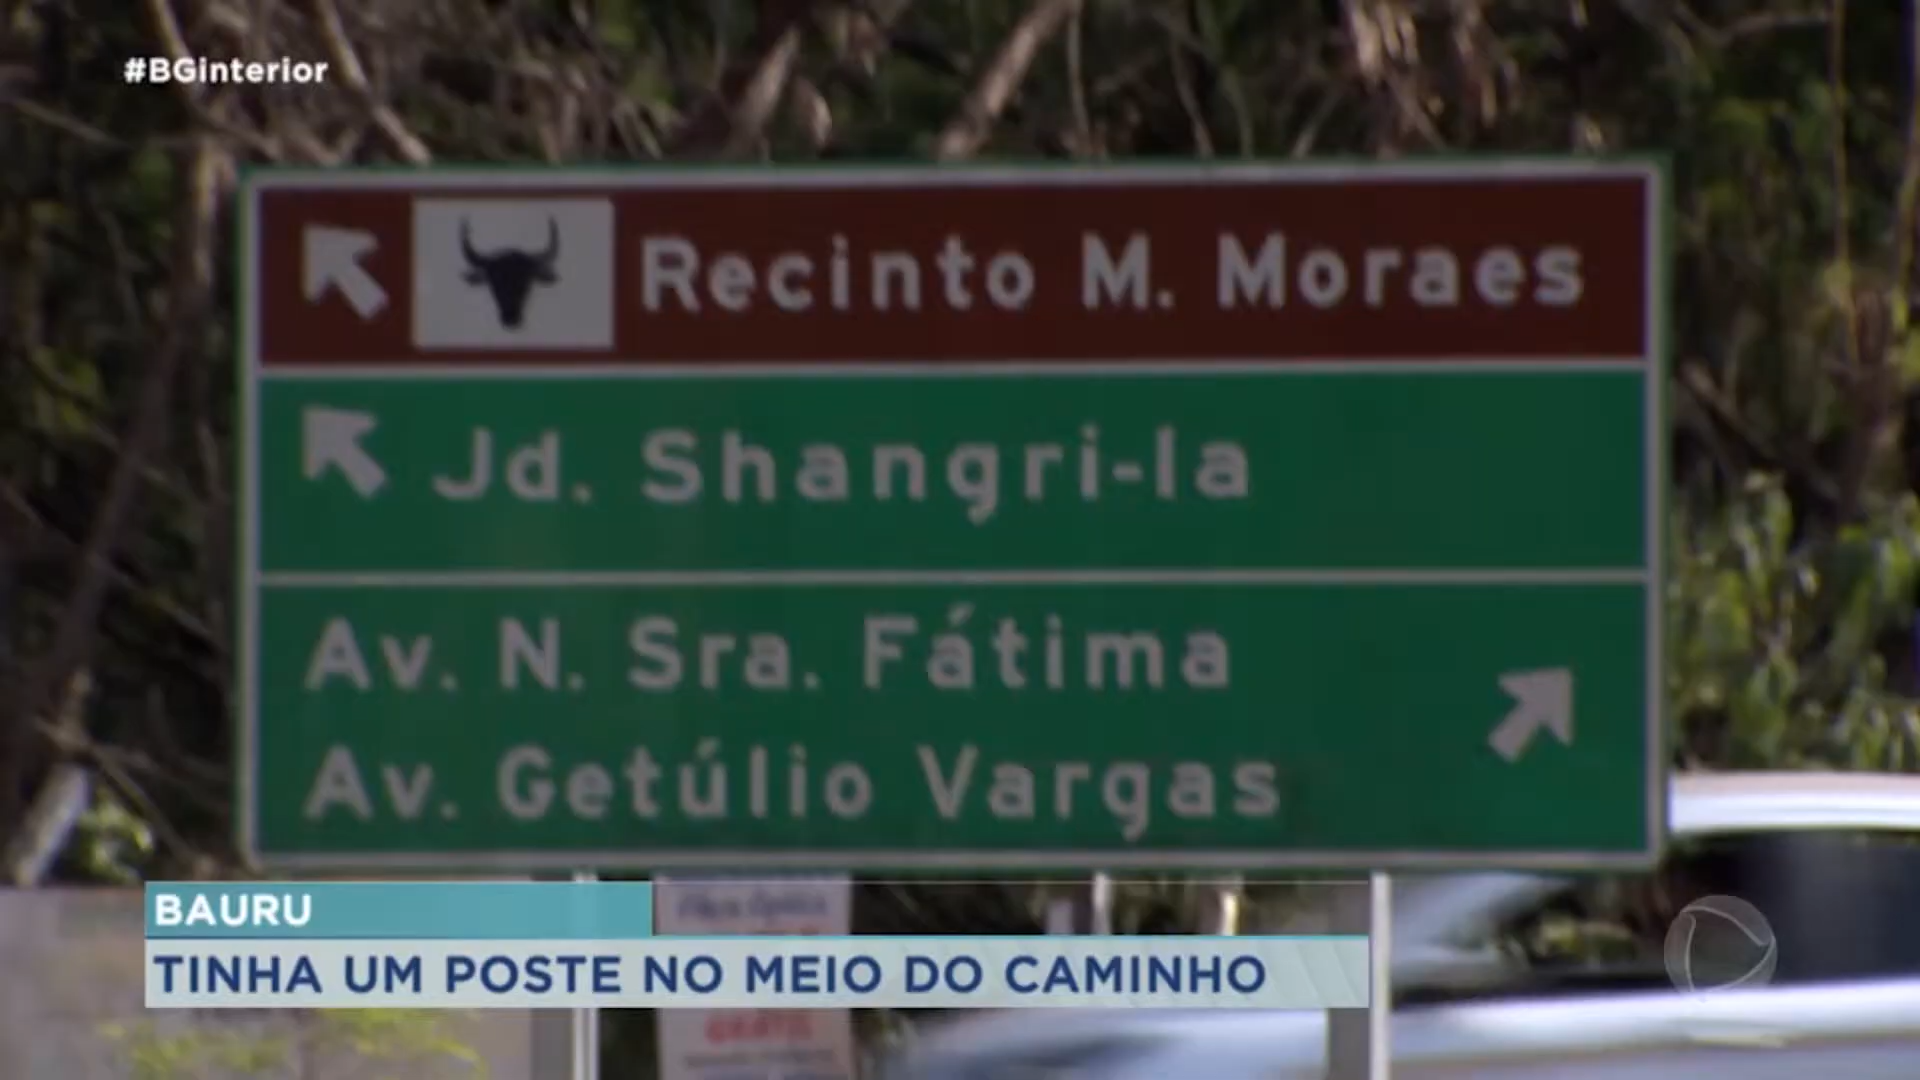 #BGinterior
Recinto M. Moraes
Jd. Shangri-la
Av. N. Sra. Fátima
Av. Getúlio Vargas
BAURU
TINHA UM POSTE NO MEIO DO CAMINHO
GRÁTIS